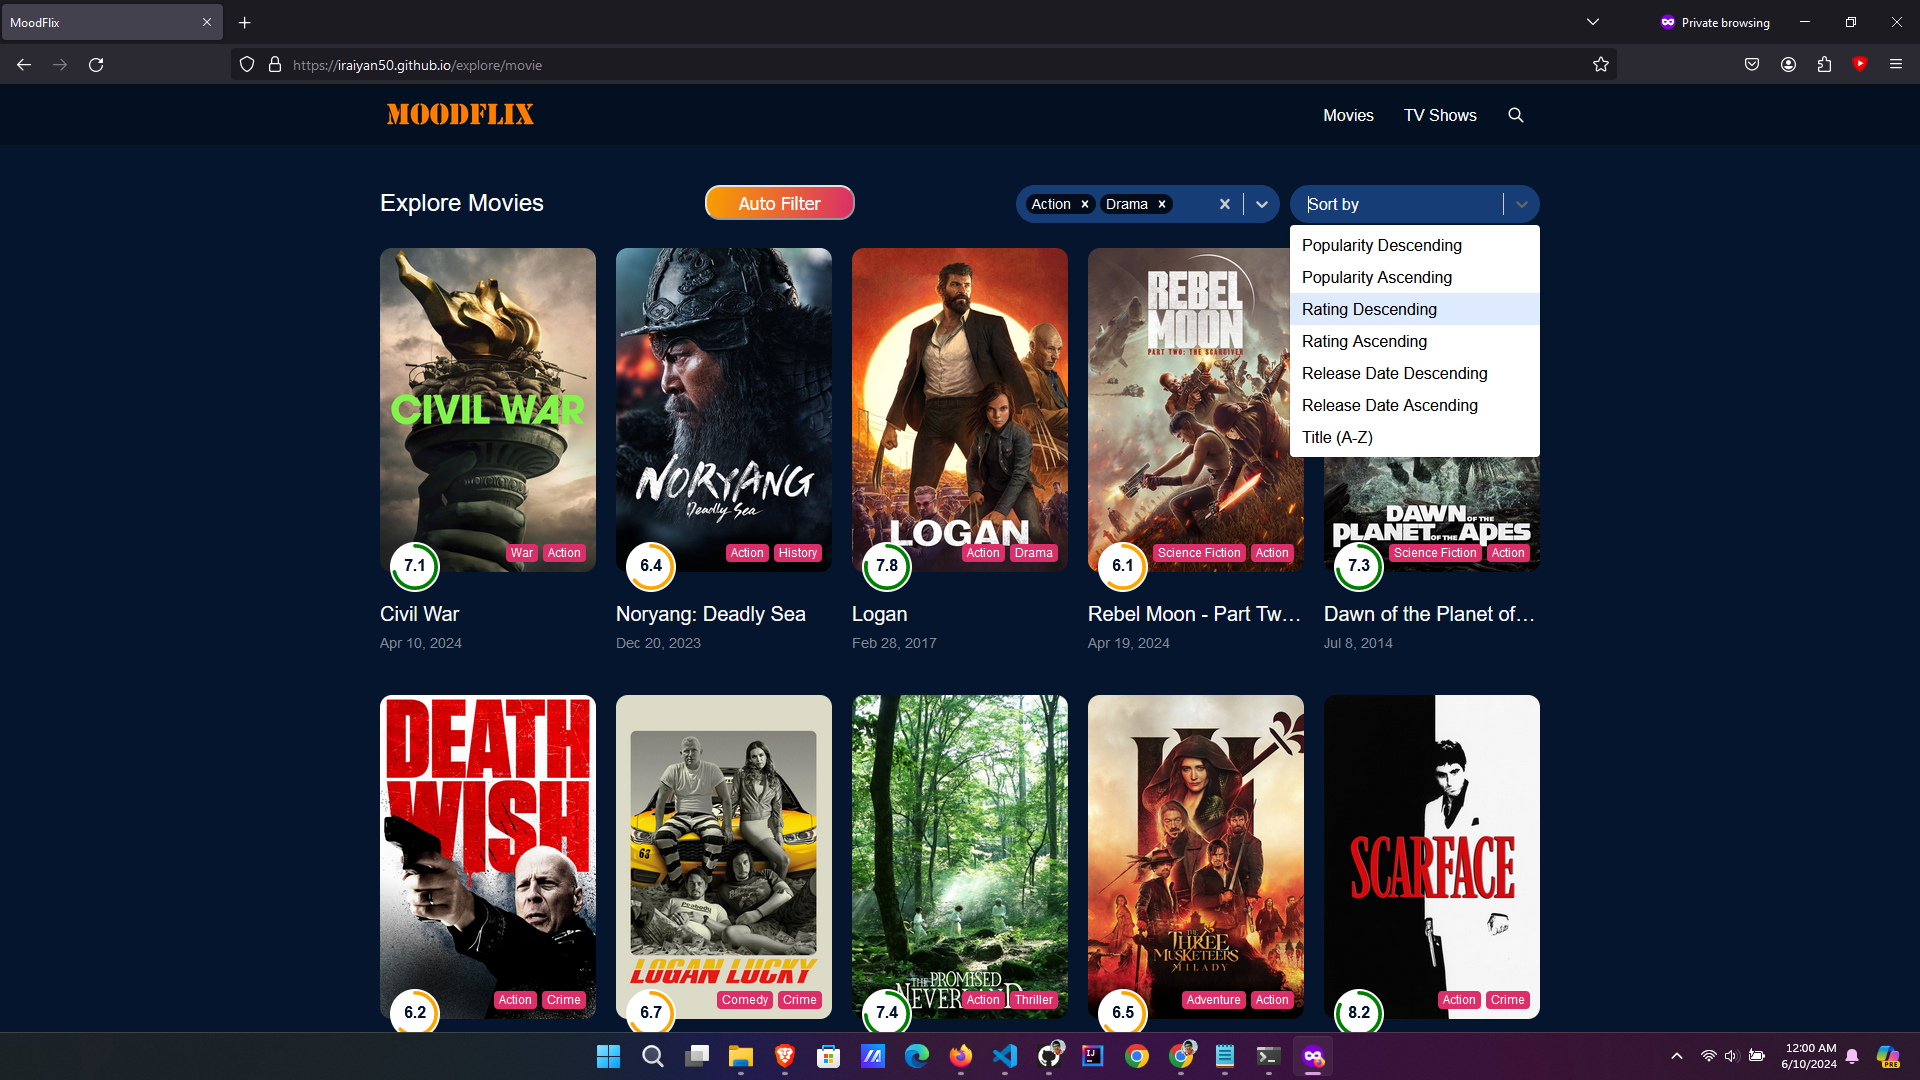 MoodFlix
Private browsing
https://iraiyan50.github.io/explore/movie
MOODFLIX
Movies
TV Shows
Explore Movies
Auto Filter
Action
Drama
Sort by
Popularity Descending
Popularity Ascending
Rating Descending
Rating Ascending
Release Date Descending
Release Date Ascending
Title (A-Z)
CIVIL WAR
War Action
7.1
Civil War
Apr 10, 2024
NORYANG
Deadly Sea
Action History
6.4
Noryang: Deadly Sea
Dec 20, 2023
LOGAN
Action Drama
7.8
Logan
Feb 28, 2017
REBEL
MOON
PART TWO: THE SCARGIVER
Science Fiction Action
6.1
Rebel Moon - Part Tw...
Apr 19, 2024
DAWN OF THE
PLANET OF THE APES
Science Fiction Action
7.3
Dawn of the Planet of...
Jul 8, 2014
DEATH
WISH
Action Crime
6.2
63
Peabody
LOGAN LUCKY
Comedy Crime
6.7
THE PROMISED
NEVERLAND
Action Thriller
7.4
THE
THREE
MUSKETEERS
MILADY
Adventure Action
6.5
SCARFACE
Action Crime
8.2
12:00 AM
6/10/2024
PRE